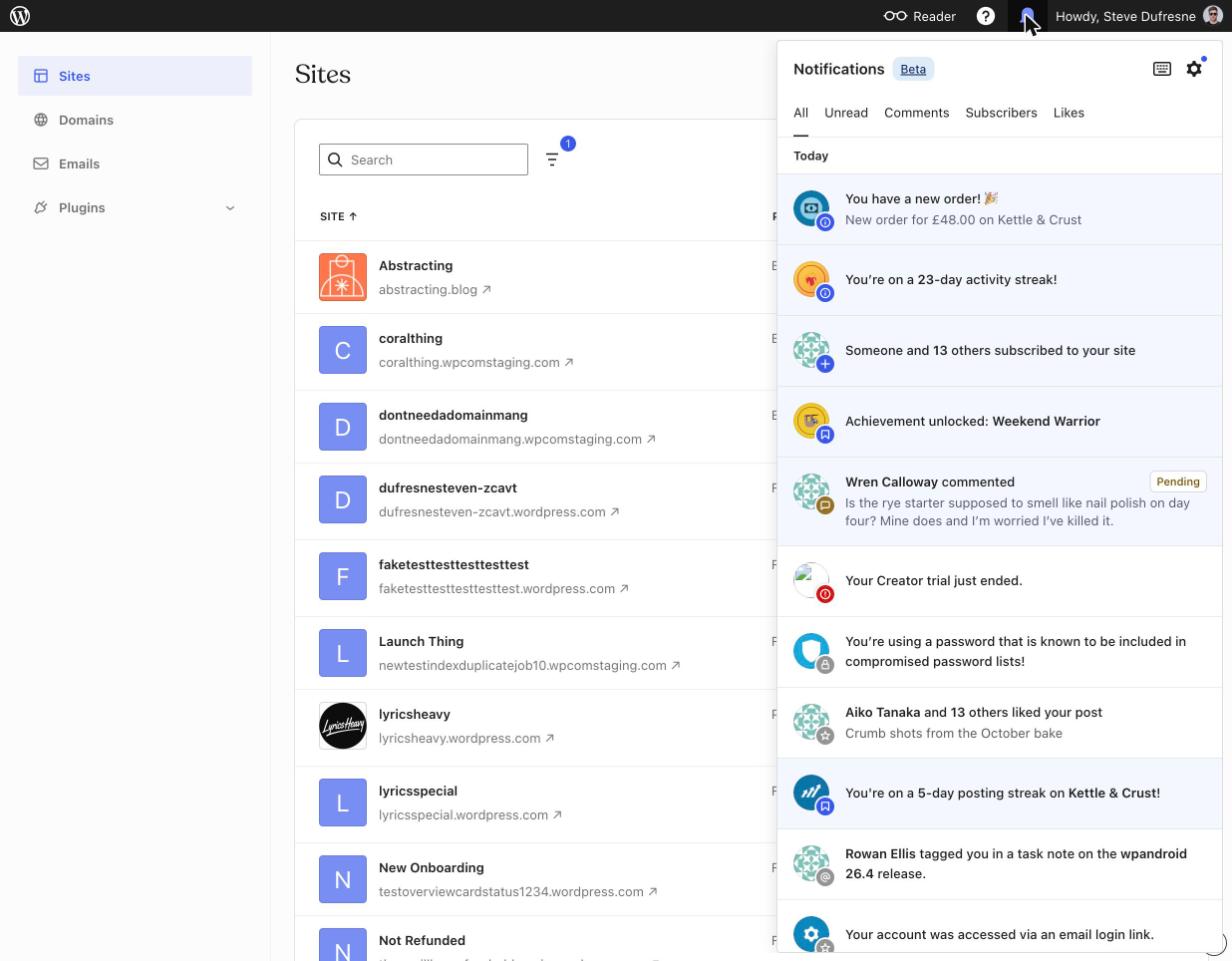 Reader
Howdy, Steve Dufresne
Sites
Domains
Emails
Plugins
Sites
Search
1
SITE ↑
Abstracting
abstracting.blog ↗
C
coralthing
coralthing.wpcomstaging.com ↗
D
dontneedadomainmang
dontneedadomainmang.wpcomstaging.com ↗
D
dufresnesteven-zcavt
dufresnesteven-zcavt.wordpress.com ↗
F
faketesttesttesttesttest
faketesttesttesttesttest.wordpress.com ↗
L
Launch Thing
newtestindexduplicatejob10.wpcomstaging.com ↗
LyricsHeavy
lyricsheavy
lyricsheavy.wordpress.com ↗
L
lyricsspecial
lyricsspecial.wordpress.com ↗
N
New Onboarding
testoverviewcardstatus1234.wordpress.com ↗
N
Not Refunded
Notifications Beta
All Unread Comments Subscribers Likes
Today
You have a new order! 🎉
New order for £48.00 on Kettle & Crust
You’re on a 23-day activity streak!
Someone and 13 others subscribed to your site
Achievement unlocked: Weekend Warrior
Wren Calloway commented Pending
Is the rye starter supposed to smell like nail polish on day
four? Mine does and I’m worried I’ve killed it.
Your Creator trial just ended.
You’re using a password that is known to be included in
compromised password lists!
Aiko Tanaka and 13 others liked your post
Crumb shots from the October bake
You're on a 5-day posting streak on Kettle & Crust!
Rowan Ellis tagged you in a task note on the wpandroid
26.4 release.
Your account was accessed via an email login link.